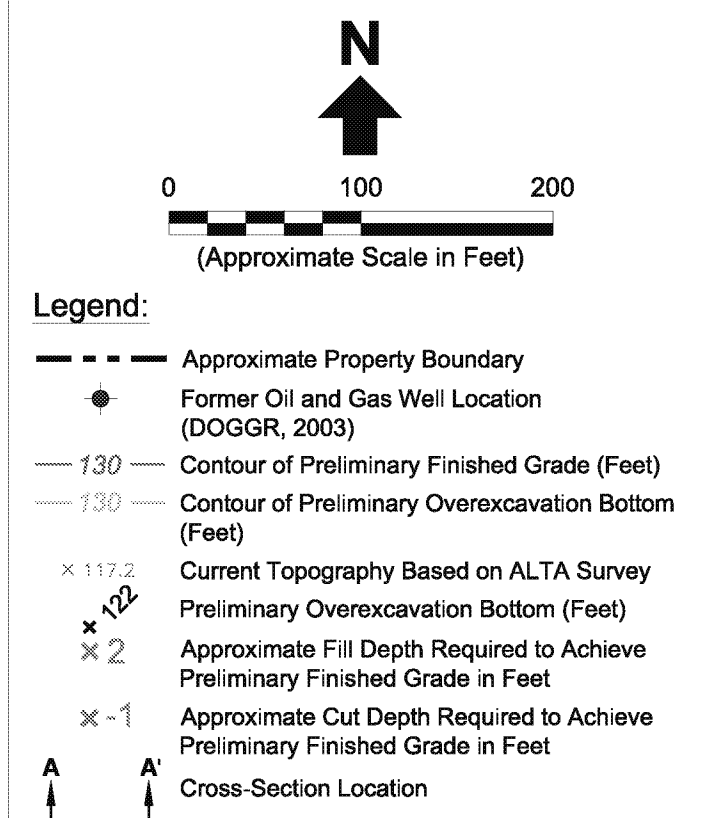 N
0 100 200
(Approximate Scale in Feet)
Legend:
Approximate Property Boundary
Former Oil and Gas Well Location
(DOGGR, 2003)
130 Contour of Preliminary Finished Grade (Feet)
130 Contour of Preliminary Overexcavation Bottom
(Feet)
× 117.2 Current Topography Based on ALTA Survey
× 122 Preliminary Overexcavation Bottom (Feet)
× 2 Approximate Fill Depth Required to Achieve
Preliminary Finished Grade in Feet
× -1 Approximate Cut Depth Required to Achieve
Preliminary Finished Grade in Feet
A A' Cross-Section Location